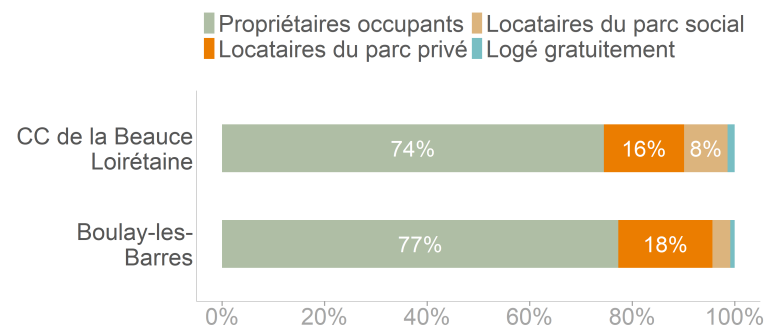 Propriétaires occupants Locataires du parc social
Locataires du parc privé Logé gratuitement
CC de la Beauce
Loirétaine
74% 16% 8%
Boulay-les-
Barres
77% 18%
0% 20% 40% 60% 80% 100%